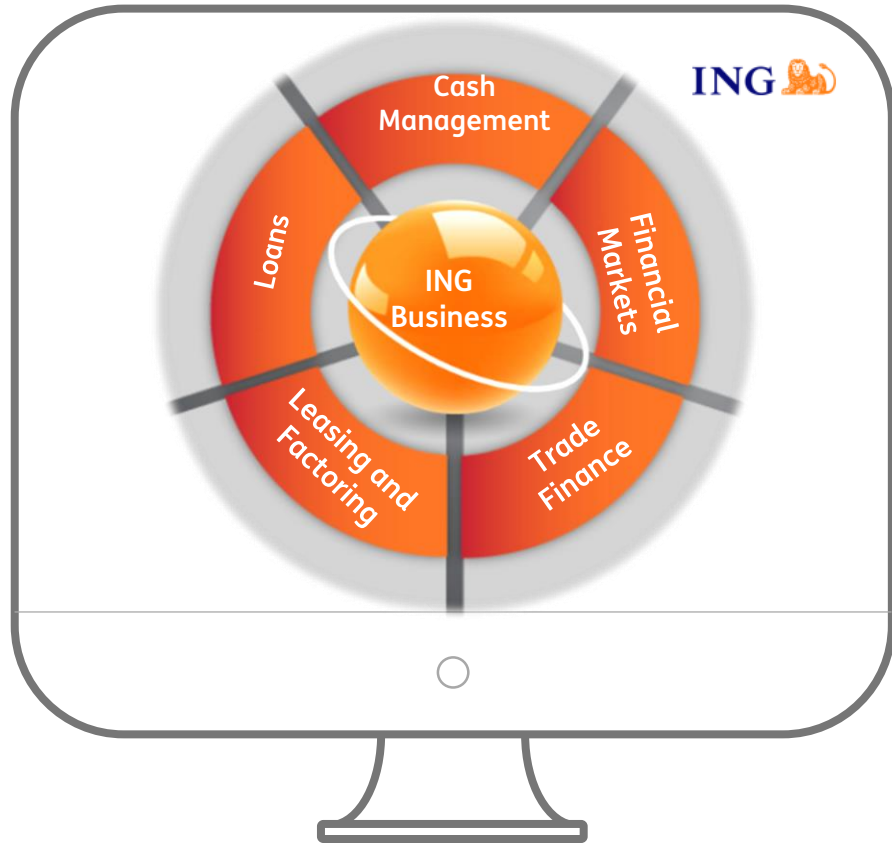 Cash
Management
ING
Loans
Financial
Markets
ING
Business
Leasing and
Factoring
Trade
Finance